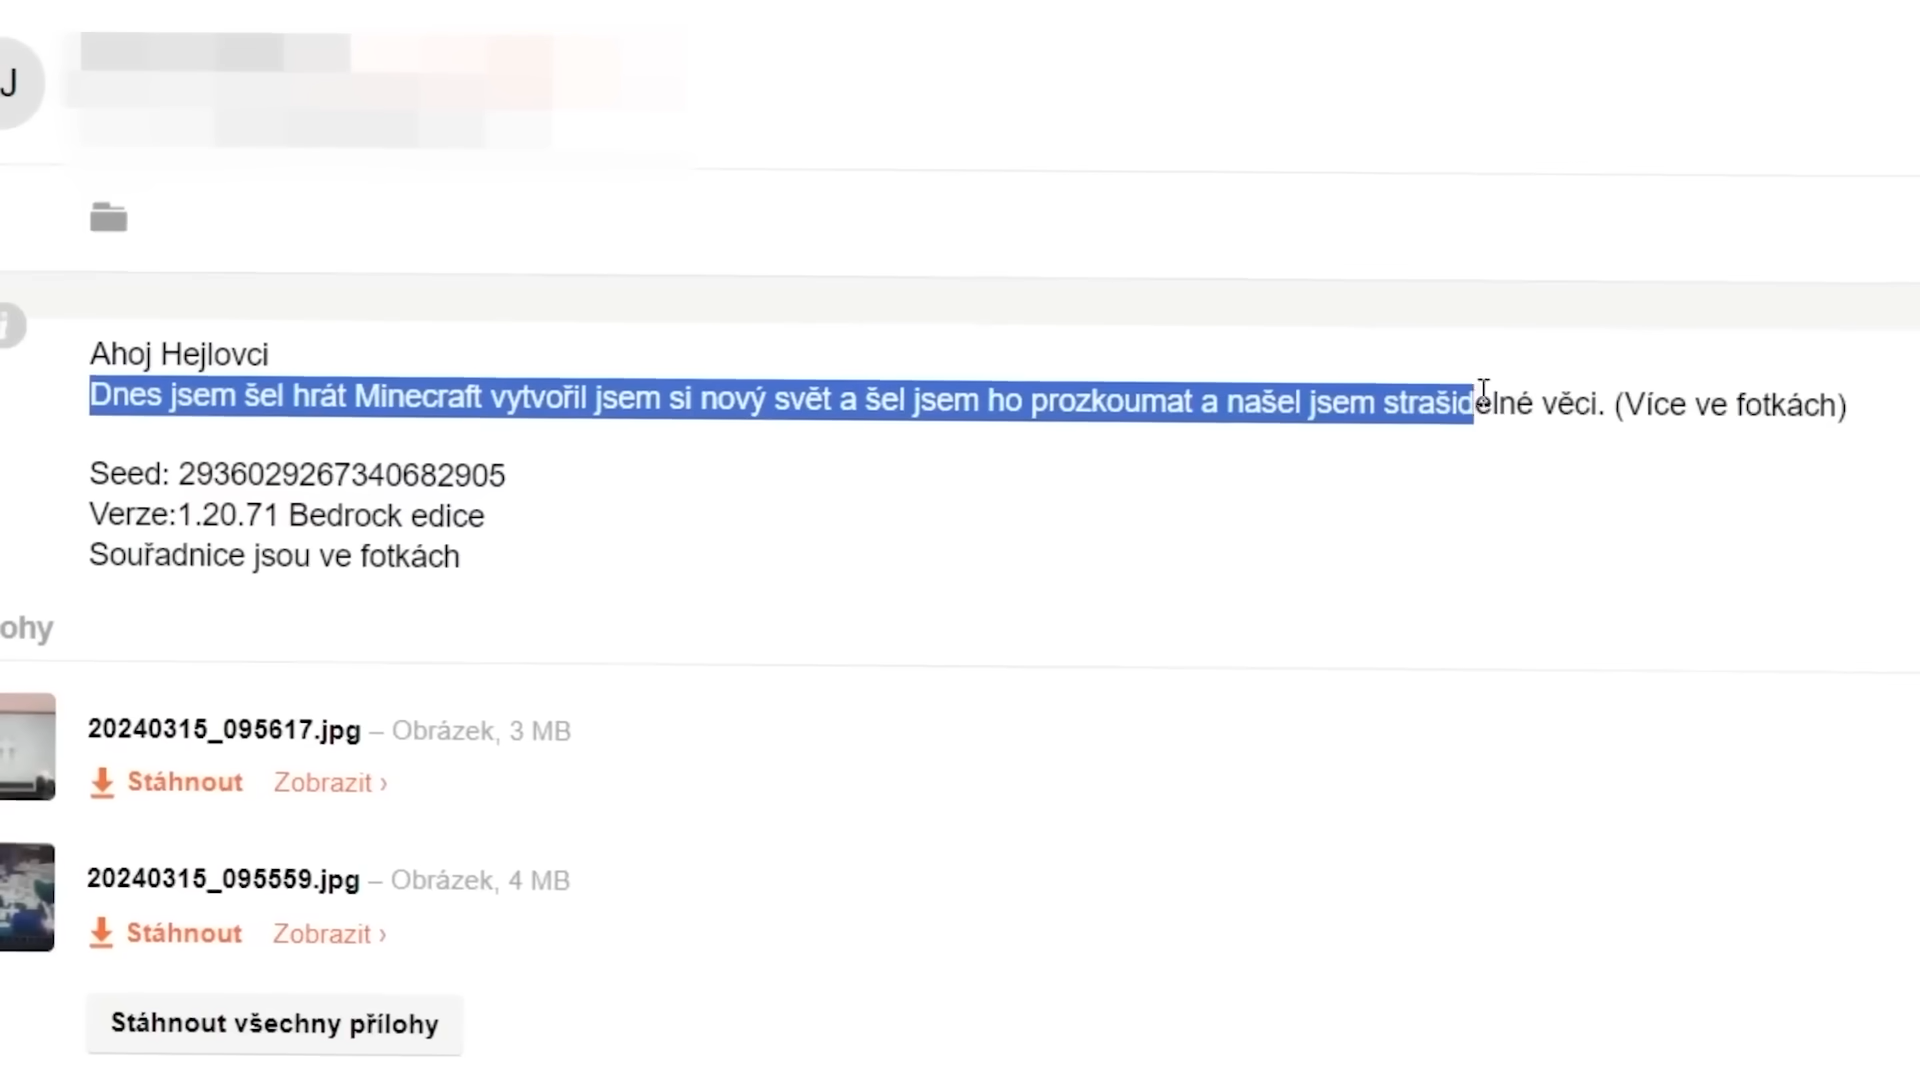 J
Ahoj Hejlovci
Dnes jsem šel hrát Minecraft vytvořil jsem si nový svět a šel jsem ho prozkoumat a našel jsem strašidelné věci. (Více ve fotkách)
Seed: 2936029267340682905
Verze:1.20.71 Bedrock edice
Souřadnice jsou ve fotkách
ohy
20240315_095617.jpg – Obrázek, 3 MB
Stáhnout Zobrazit ›
20240315_095559.jpg – Obrázek, 4 MB
Stáhnout Zobrazit ›
Stáhnout všechny přílohy